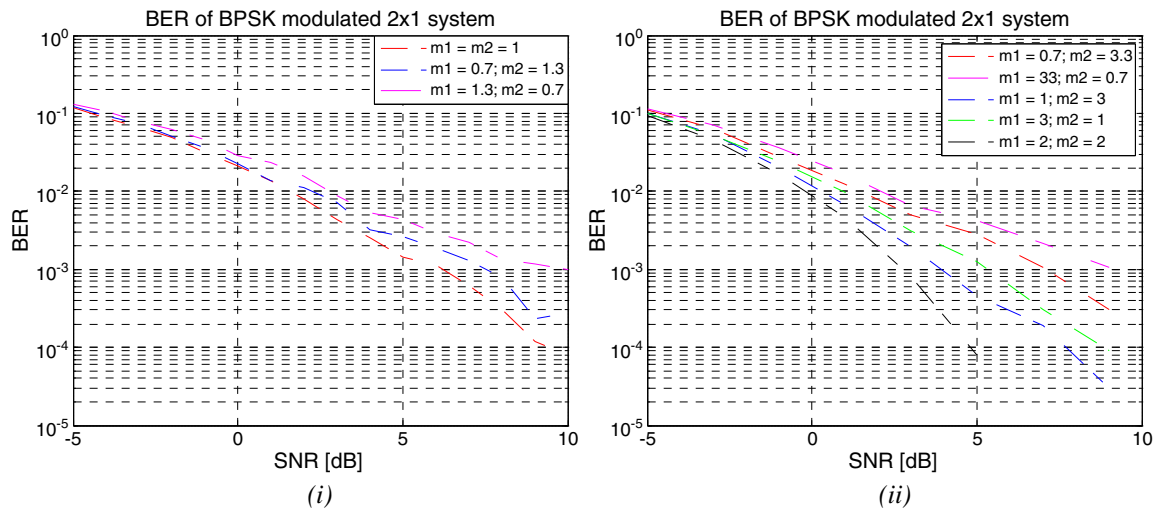 BER of BPSK modulated 2x1 system
10^0
10^-1
10^-2
10^-3
10^-4
10^-5
BER
m1 = m2 = 1
m1 = 0.7; m2 = 1.3
m1 = 1.3; m2 = 0.7
-5
0
5
10
SNR [dB]
(i)
BER of BPSK modulated 2x1 system
10^0
10^-1
10^-2
10^-3
10^-4
10^-5
BER
m1 = 0.7; m2 = 3.3
m1 = 33; m2 = 0.7
m1 = 1; m2 = 3
m1 = 3; m2 = 1
m1 = 2; m2 = 2
-5
0
5
10
SNR [dB]
(ii)